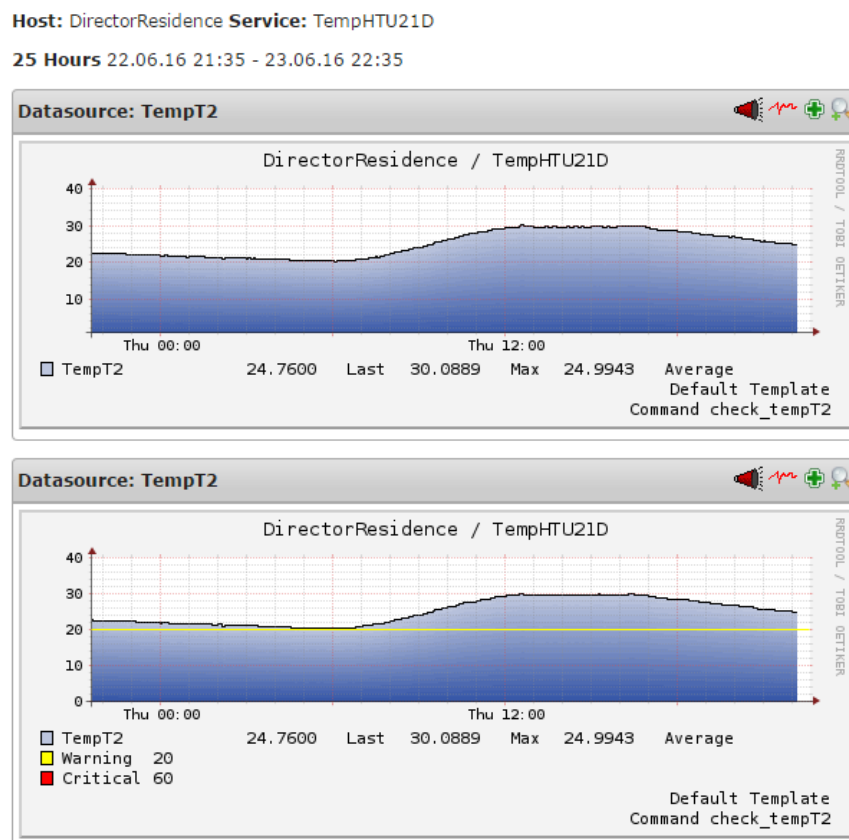 Host: DirectorResidence Service: TempHTU21D
25 Hours 22.06.16 21:35 - 23.06.16 22:35
Datasource: TempT2
DirectorResidence / TempHTU21D
RRDTOOL / TOBI OETIKER
40
30
20
10
Thu 00:00 Thu 12:00
TempT2 24.7600 Last 30.0889 Max 24.9943 Average
Default Template
Command check_tempT2
Datasource: TempT2
DirectorResidence / TempHTU21D
RRDTOOL / TOBI OETIKER
40
30
20
10
0
Thu 00:00 Thu 12:00
TempT2 24.7600 Last 30.0889 Max 24.9943 Average
Warning 20
Critical 60
Default Template
Command check_tempT2